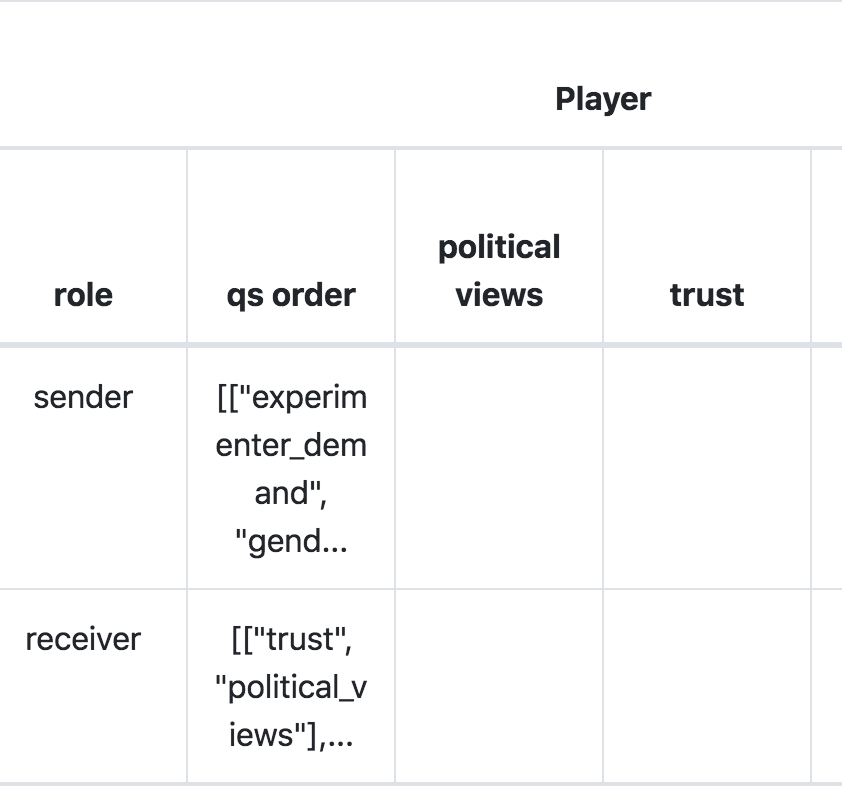 Player
role
qs order
political
views
trust
sender
[["experim
enter_dem
and",
"gend...
receiver
[["trust",
"political_v
iews"],...